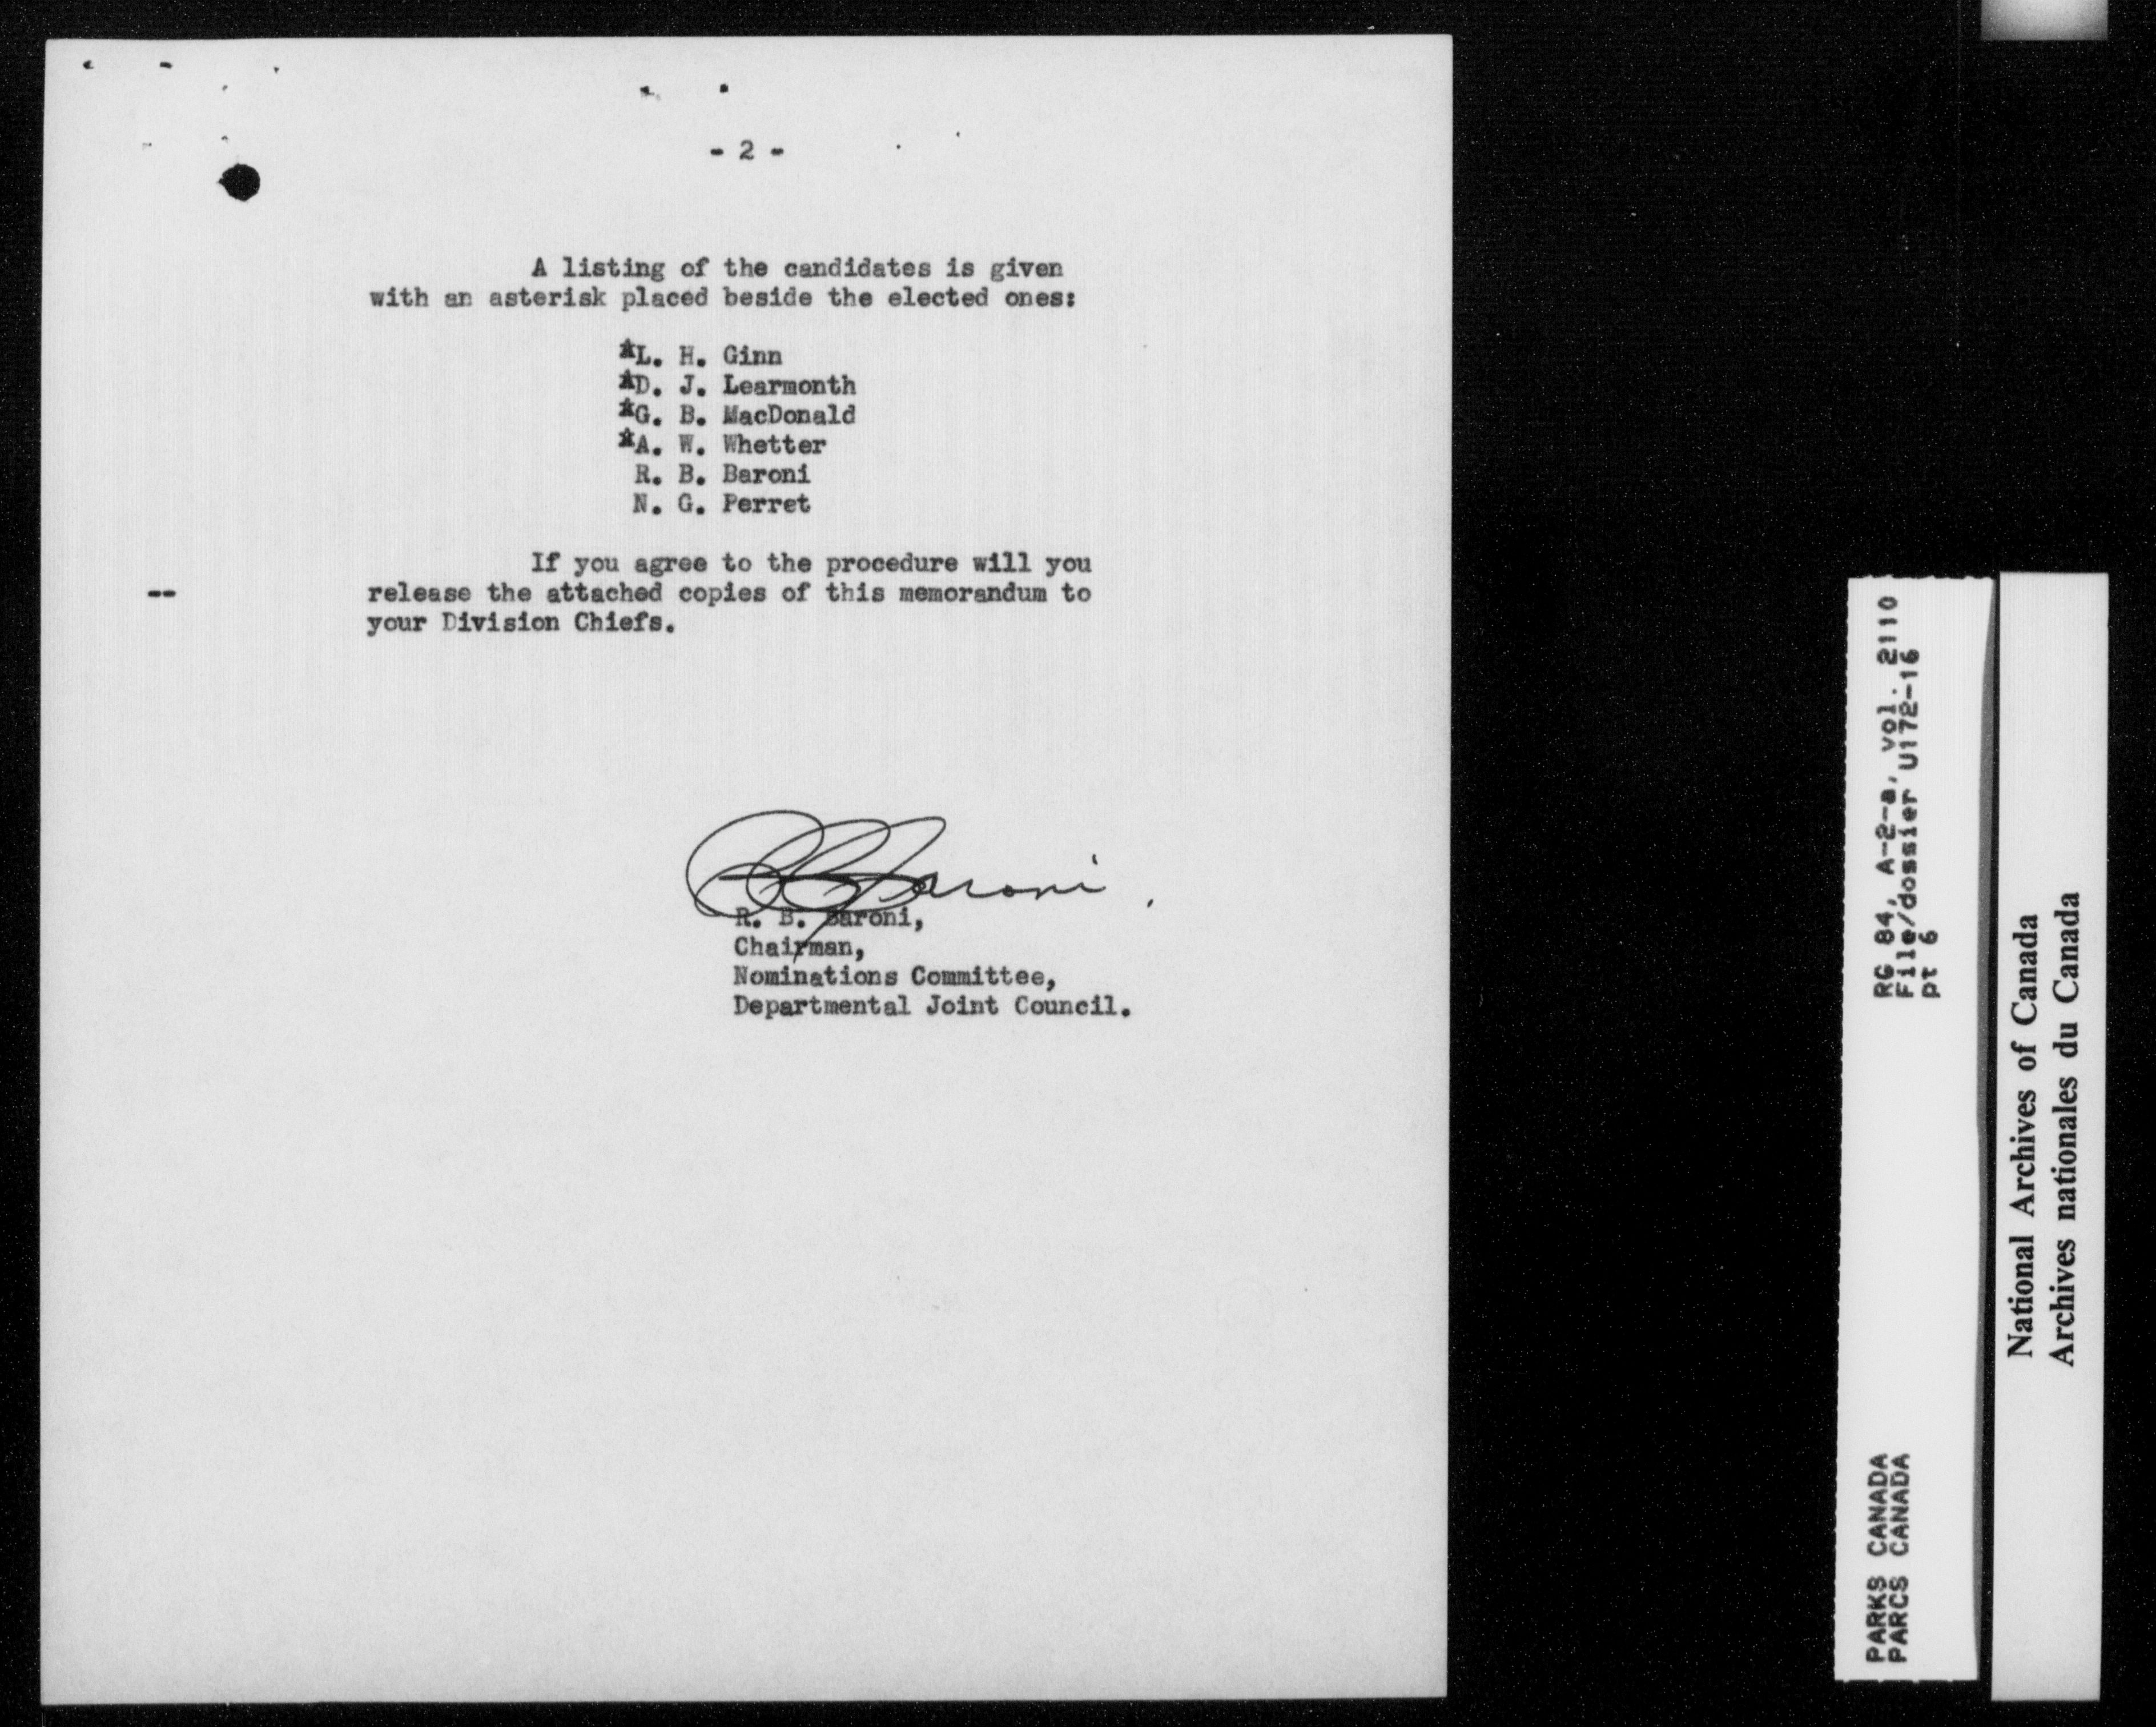 - 2 -
A listing of the candidates is given
with an asterisk placed beside the elected ones:
*L. H. Ginn
*D. J. Learmonth
*G. B. MacDonald
*A. W. Whetter
R. B. Baroni
N. G. Perret
If you agree to the procedure will you
-- release the attached copies of this memorandum to
your Division Chiefs.
R B Baroni
R. B. Baroni,
Chairman,
Nominations Committee,
Departmental Joint Council.
RG 84, A-2-a, vol. 2110
File/dossier U172-16
pt 6
PARKS CANADA
PARCS CANADA
National Archives of Canada
Archives nationales du Canada